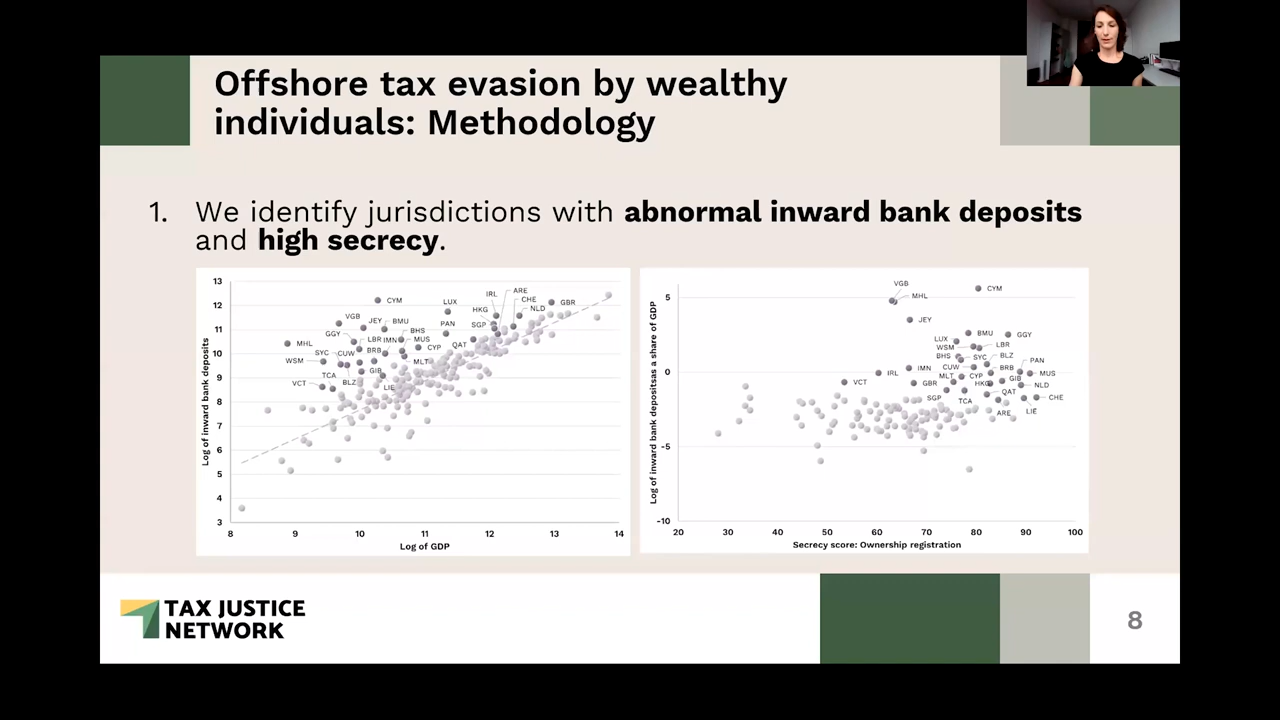 Offshore tax evasion by wealthy
individuals: Methodology
1. We identify jurisdictions with abnormal inward bank deposits
and high secrecy.
13
12
11
10
9
8
7
6
5
4
3
Log of inward bank deposits
CYM
LUX
IRL
ARE
CHE
GBR
NLD
HKG
SGP
VGB
JEY
BMU
PAN
GGY
LBR
IMN
BHS
MUS
MHL
SYC
CUW
BRB
CYP
QAT
WSM
MLT
TCA
GIB
VCT
BLZ
LIE
8 9 10 11 12 13 14
Log of GDP
5
0
-5
-10
Log of inward bank depositsas a share of GDP
VGB
MHL
CYM
JEY
BMU
GGY
LUX
WSM
LBR
BHS
SYC
BLZ
PAN
IRL
IMN
CUW
BRB
MUS
VCT
GBR
MLT
CYP
HKG
GIB
NLD
SGP
TCA
QAT
CHE
ARE
LIE
20 30 40 50 60 70 80 90 100
Secrecy score: Ownership registration
TAX JUSTICE
NETWORK
8